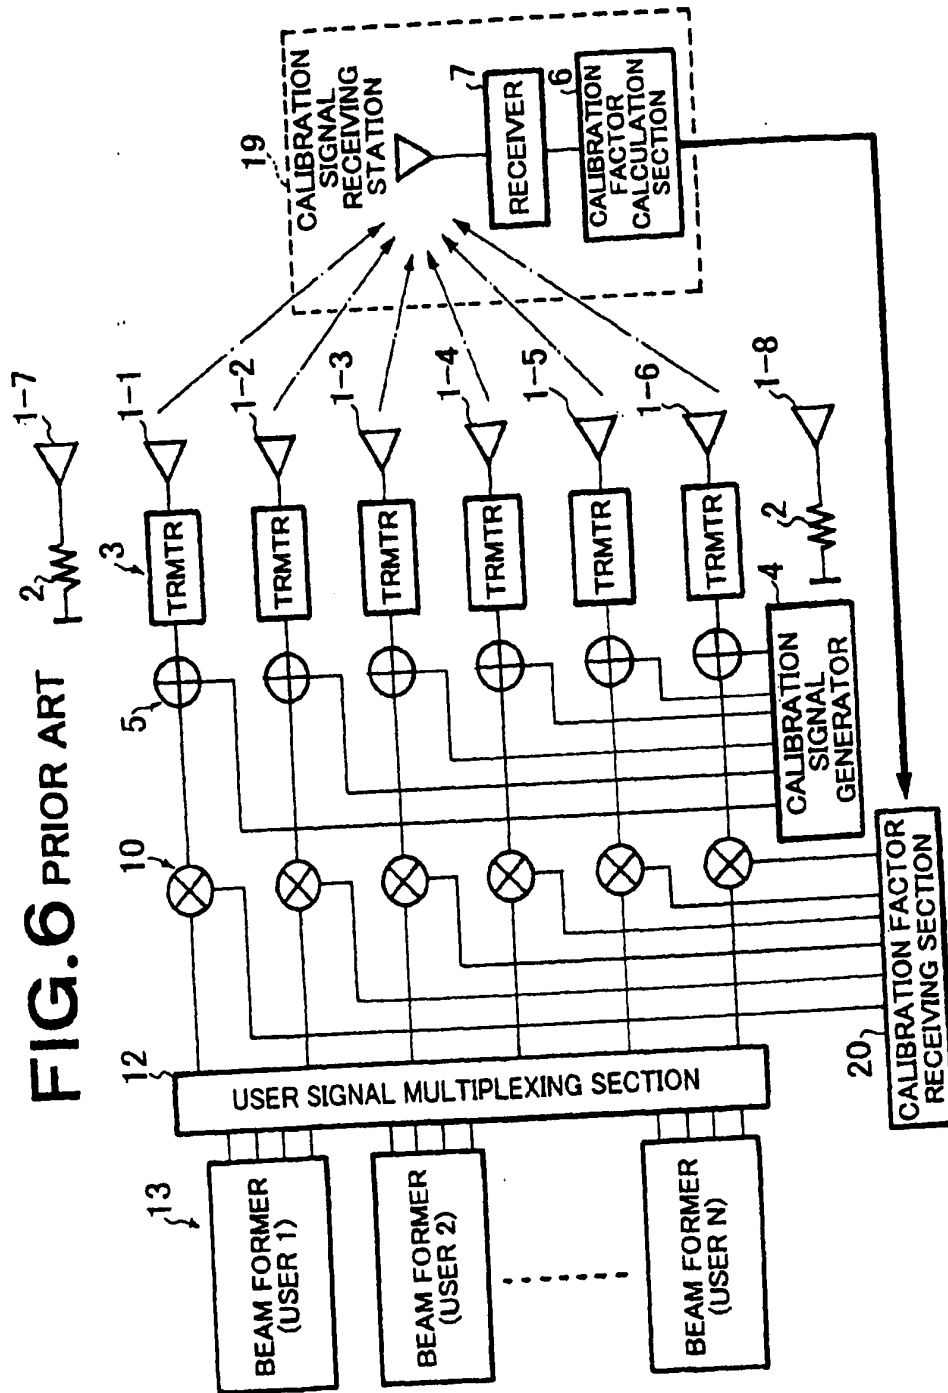 FIG.6 PRIOR ART
19
CALIBRATION
SIGNAL
RECEIVING
STATION
7
RECEIVER
6
CALIBRATION
FACTOR
CALCULATION
SECTION
2
1-7
3
TRMTR
1-1
TRMTR
1-2
TRMTR
1-3
TRMTR
1-4
TRMTR
1-5
TRMTR
1-6
2
1-8
5
10
4
CALIBRATION
SIGNAL
GENERATOR
20
CALIBRATION FACTOR
RECEIVING SECTION
12
USER SIGNAL MULTIPLEXING SECTION
13
BEAM FORMER
(USER 1)
BEAM FORMER
(USER 2)
BEAM FORMER
(USER N)